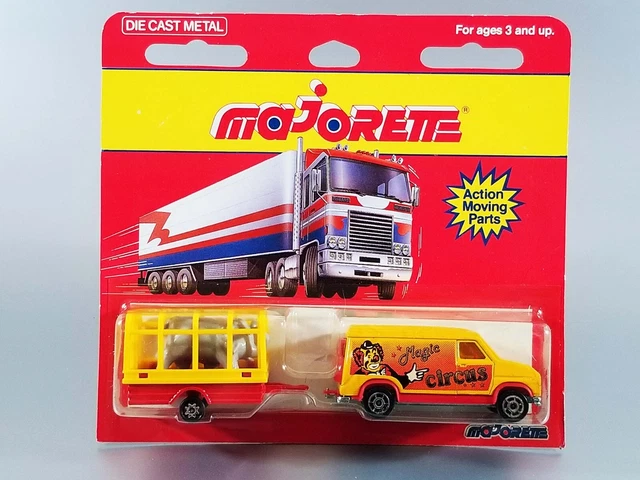 DIE CAST METAL
For ages 3 and up.
MAJORETTE®
Action
Moving
Parts
Magic
circus
MAJORETTE